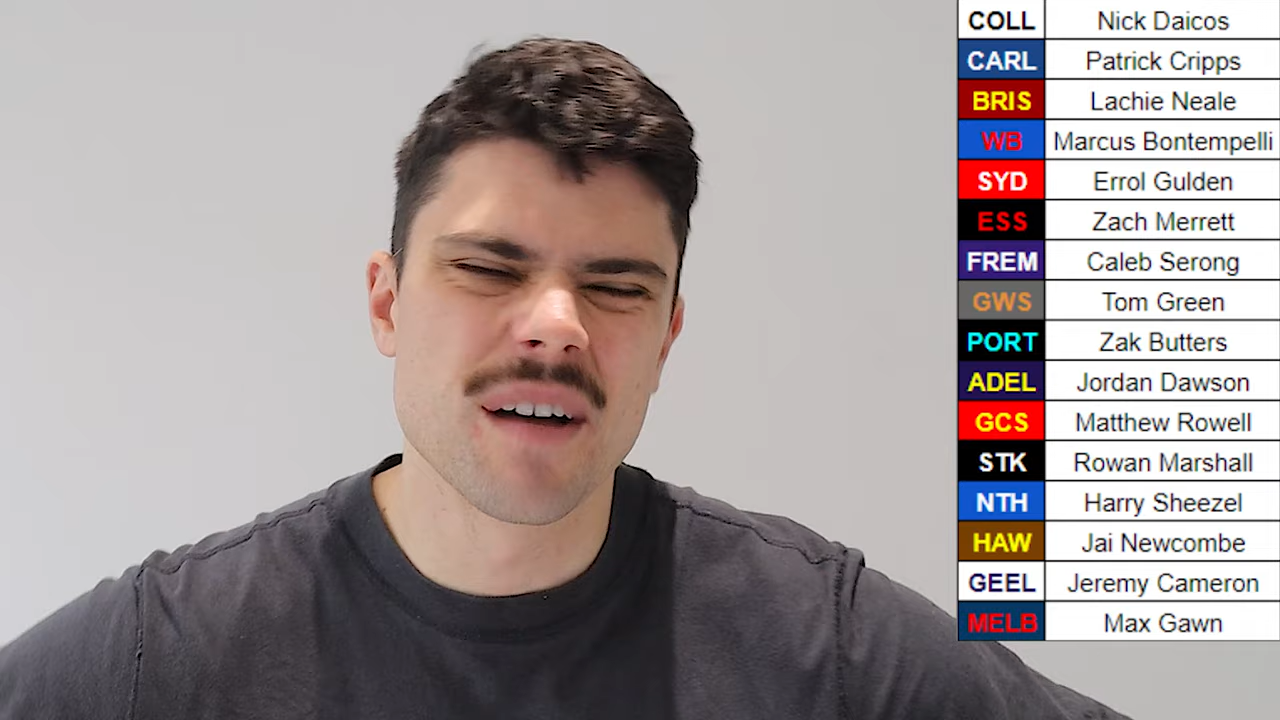 COLL Nick Daicos
CARL Patrick Cripps
BRIS Lachie Neale
WB Marcus Bontempelli
SYD Errol Gulden
ESS Zach Merrett
FREM Caleb Serong
GWS Tom Green
PORT Zak Butters
ADEL Jordan Dawson
GCS Matthew Rowell
STK Rowan Marshall
NTH Harry Sheezel
HAW Jai Newcombe
GEEL Jeremy Cameron
MELB Max Gawn